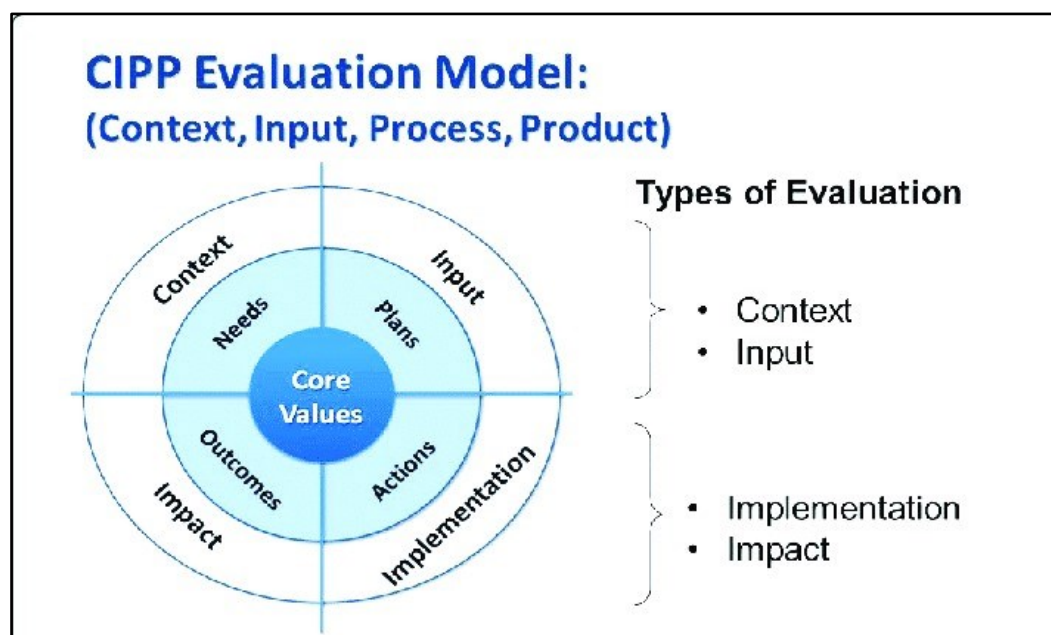 CIPP Evaluation Model:
(Context, Input, Process, Product)
Types of Evaluation
Context
Input
Needs
Plans
Core
Values
Outcomes
Actions
Impact
Implementation
• Context
• Input
• Implementation
• Impact